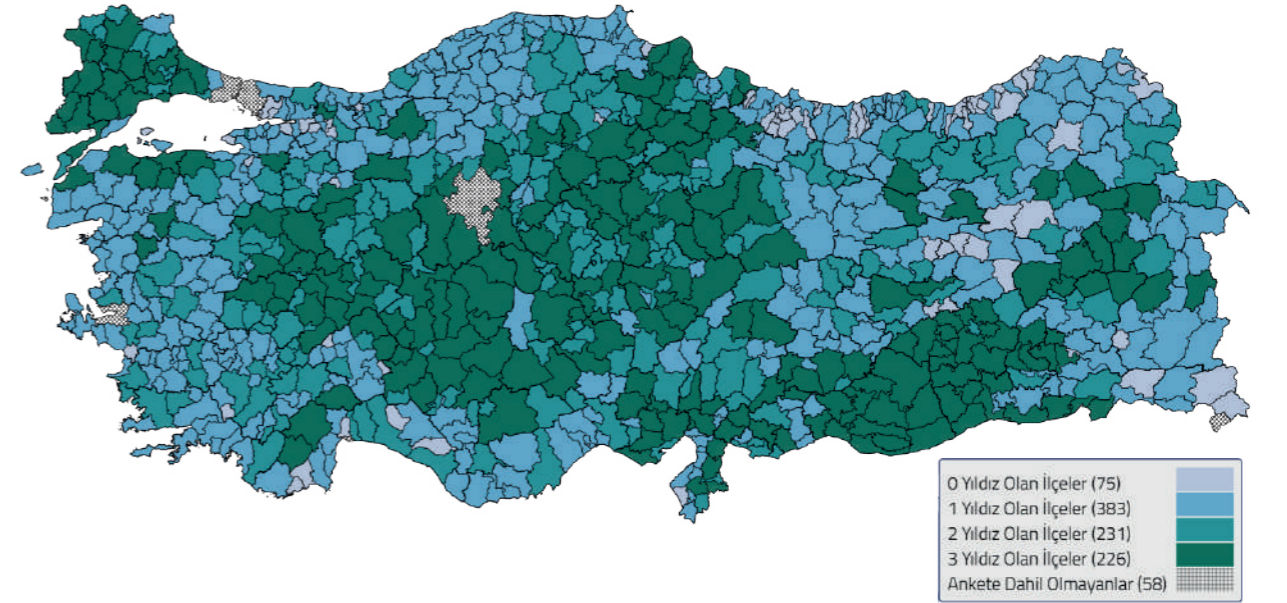 0 Yıldız Olan İlçeler (75)
1 Yıldız Olan İlçeler (383)
2 Yıldız Olan İlçeler (231)
3 Yıldız Olan İlçeler (226)
Ankete Dahil Olmayanlar (58)